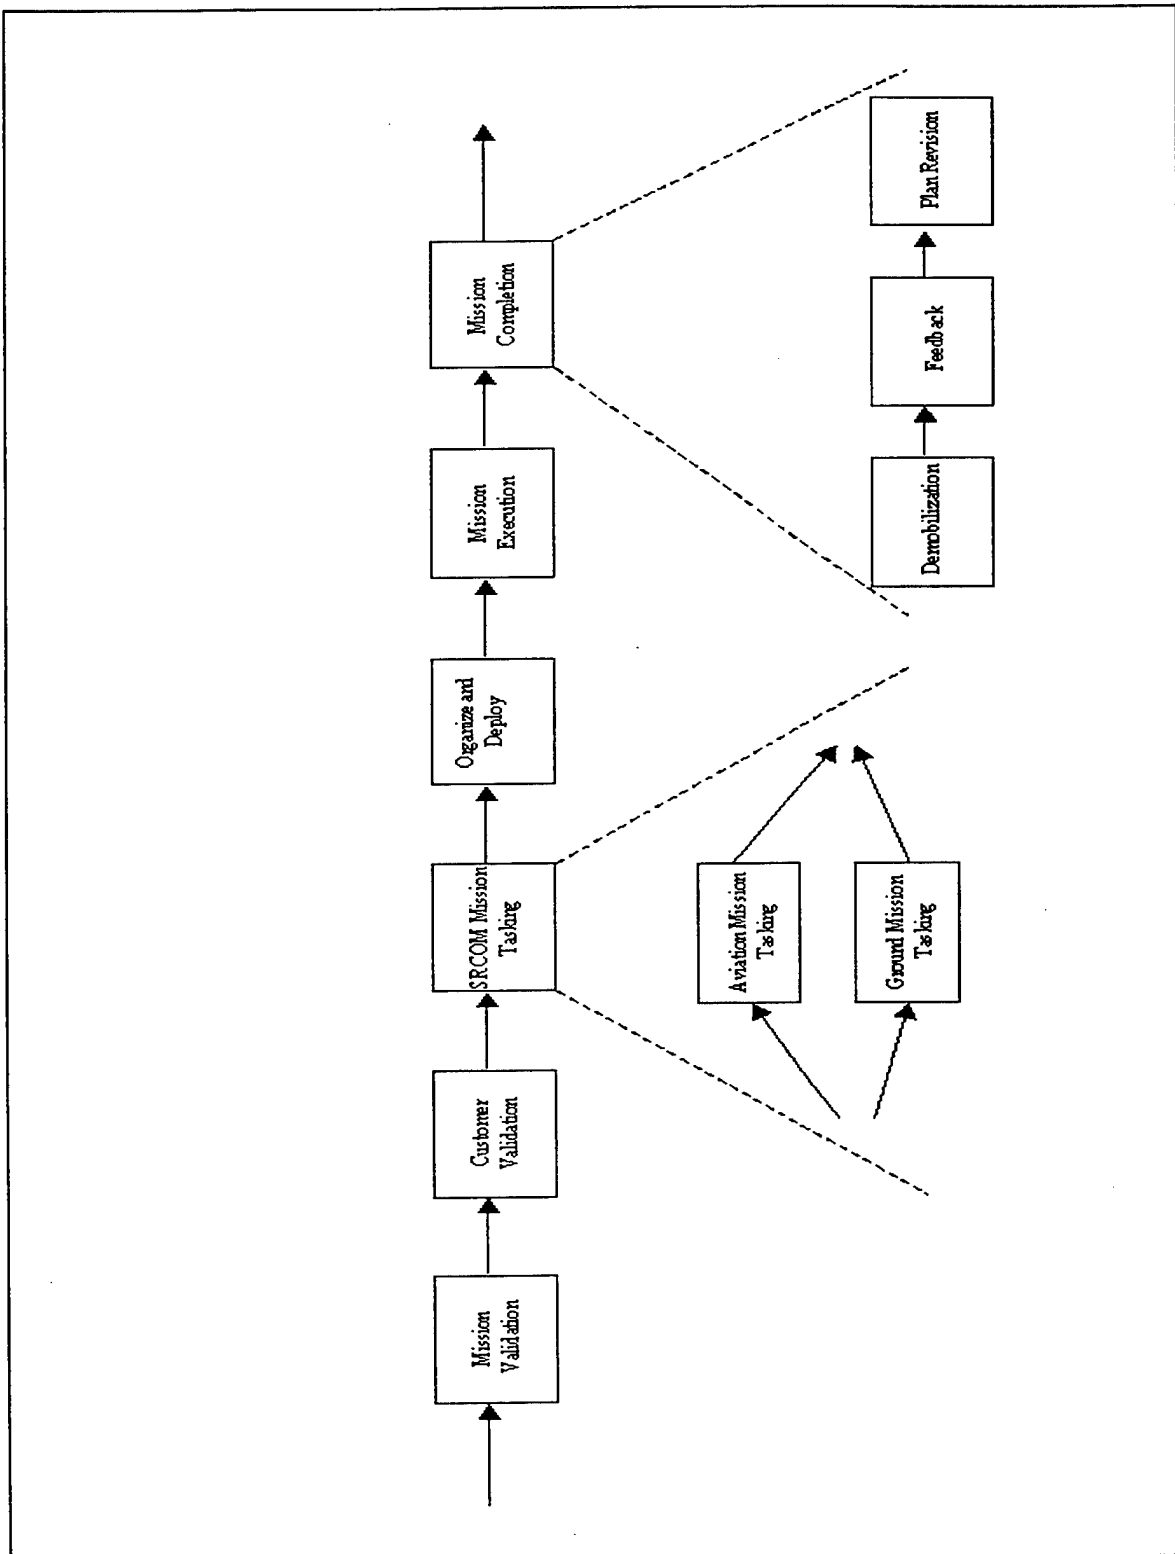 Mission
Validation
Customer
Validation
SRCOM Mission
Tasking
Organize and
Deploy
Mission
Execution
Mission
Completion
Aviation Mission
Tasking
Ground Mission
Tasking
Demobilization
Feedback
Plan Revision